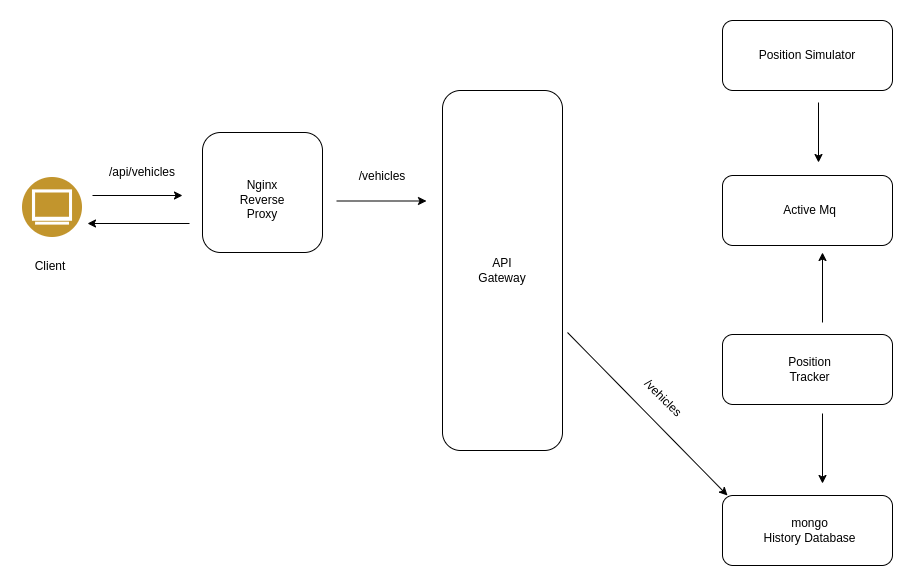 Client
/api/vehicles
Nginx
Reverse
Proxy
/vehicles
API
Gateway
/vehicles
Position Simulator
Active Mq
Position
Tracker
mongo
History Database